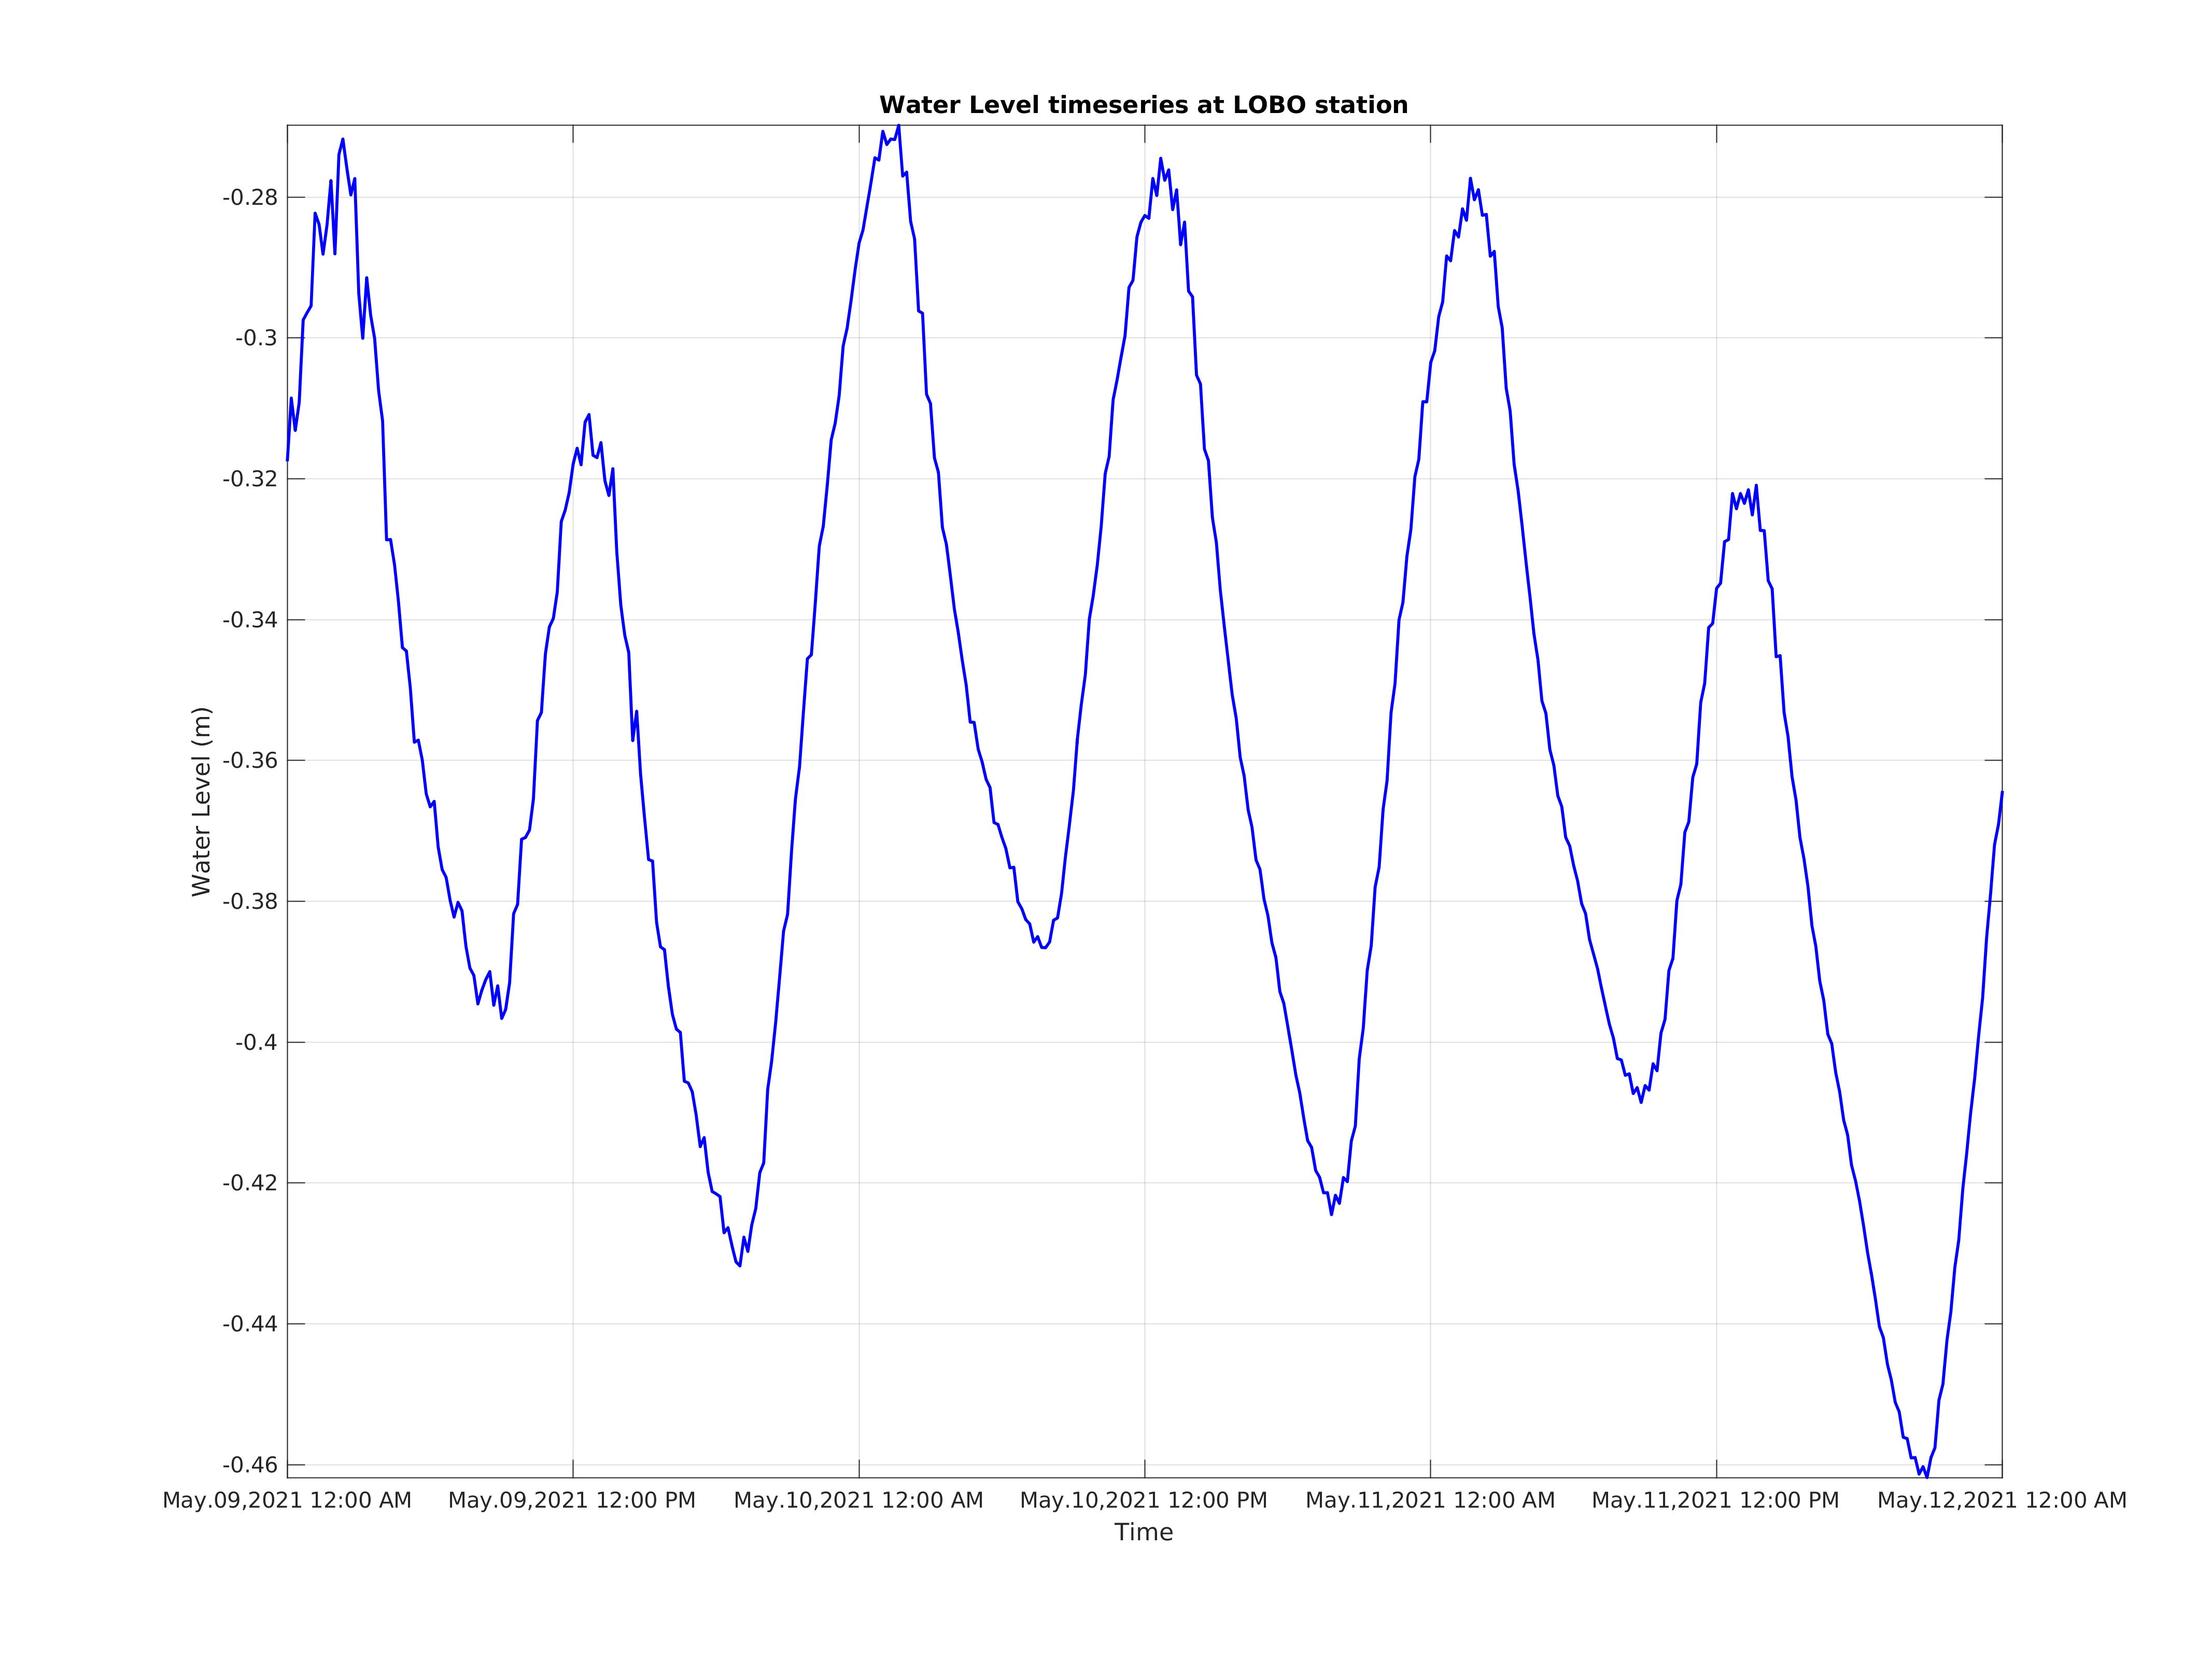 Water Level timeseries at LOBO station
-0.28
-0.3
-0.32
-0.34
-0.36
-0.38
-0.4
-0.42
-0.44
-0.46
Water Level (m)
May.09,2021 12:00 AM
May.09,2021 12:00 PM
May.10,2021 12:00 AM
May.10,2021 12:00 PM
May.11,2021 12:00 AM
May.11,2021 12:00 PM
May.12,2021 12:00 AM
Time